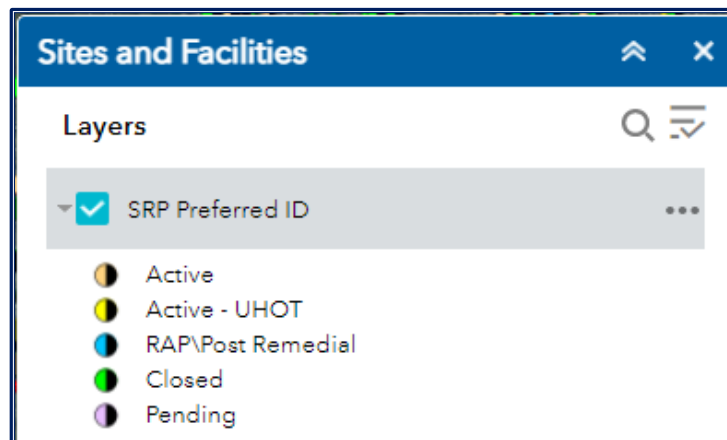 Sites and Facilities
Layers
SRP Preferred ID
Active
Active - UHOT
RAP\Post Remedial
Closed
Pending